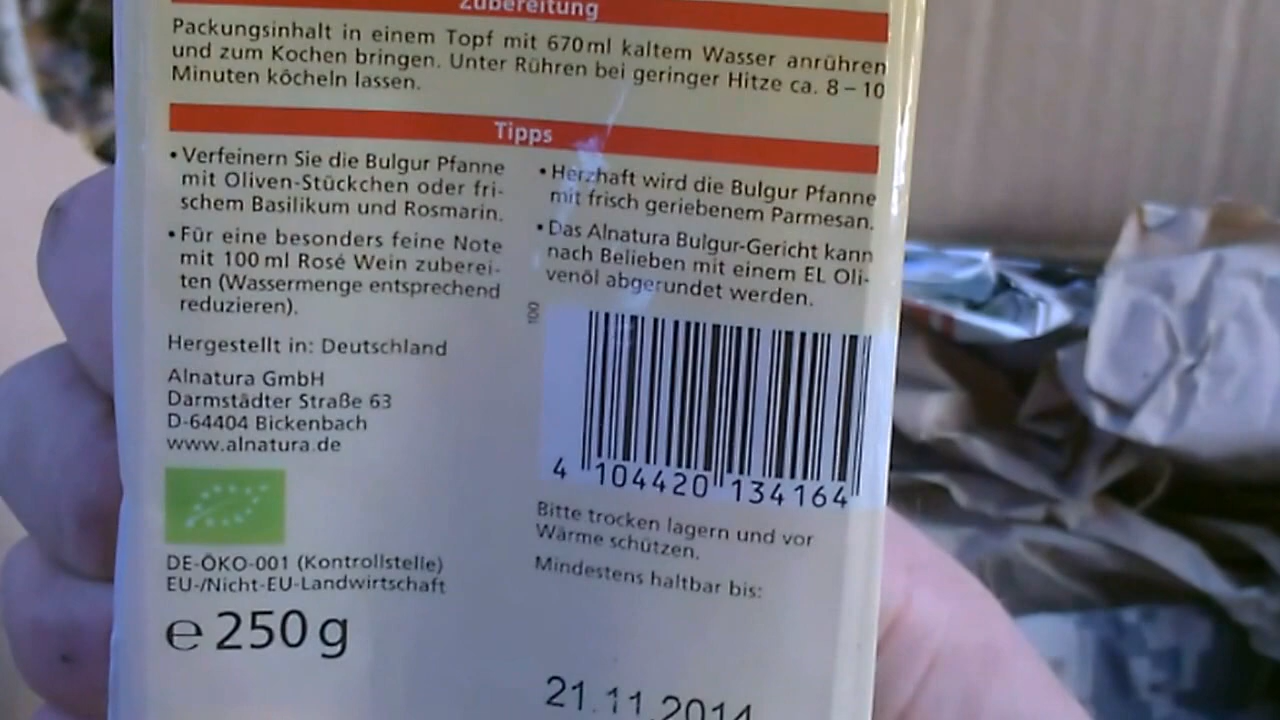 Zubereitung
Packungsinhalt in einem Topf mit 670ml kaltem Wasser anrühren
und zum Kochen bringen. Unter Rühren bei geringer Hitze ca. 8 – 10
Minuten köcheln lassen.
Tipps
• Verfeinern Sie die Bulgur Pfanne
mit Oliven-Stückchen oder fri-
schem Basilikum und Rosmarin.
• Für eine besonders feine Note
mit 100 ml Rosé Wein zuberei-
ten (Wassermenge entsprechend
reduzieren).
• Herzhaft wird die Bulgur Pfanne
mit frisch geriebenem Parmesan.
• Das Alnatura Bulgur-Gericht kann
nach Belieben mit einem EL Oli-
venöl abgerundet werden.
Hergestellt in: Deutschland
Alnatura GmbH
Darmstädter Straße 63
D-64404 Bickenbach
www.alnatura.de
DE-ÖKO-001 (Kontrollstelle)
EU-/Nicht-EU-Landwirtschaft
e 250 g
001
4 104420 134164
Bitte trocken lagern und vor
Wärme schützen.
Mindestens haltbar bis:
21.11.2014